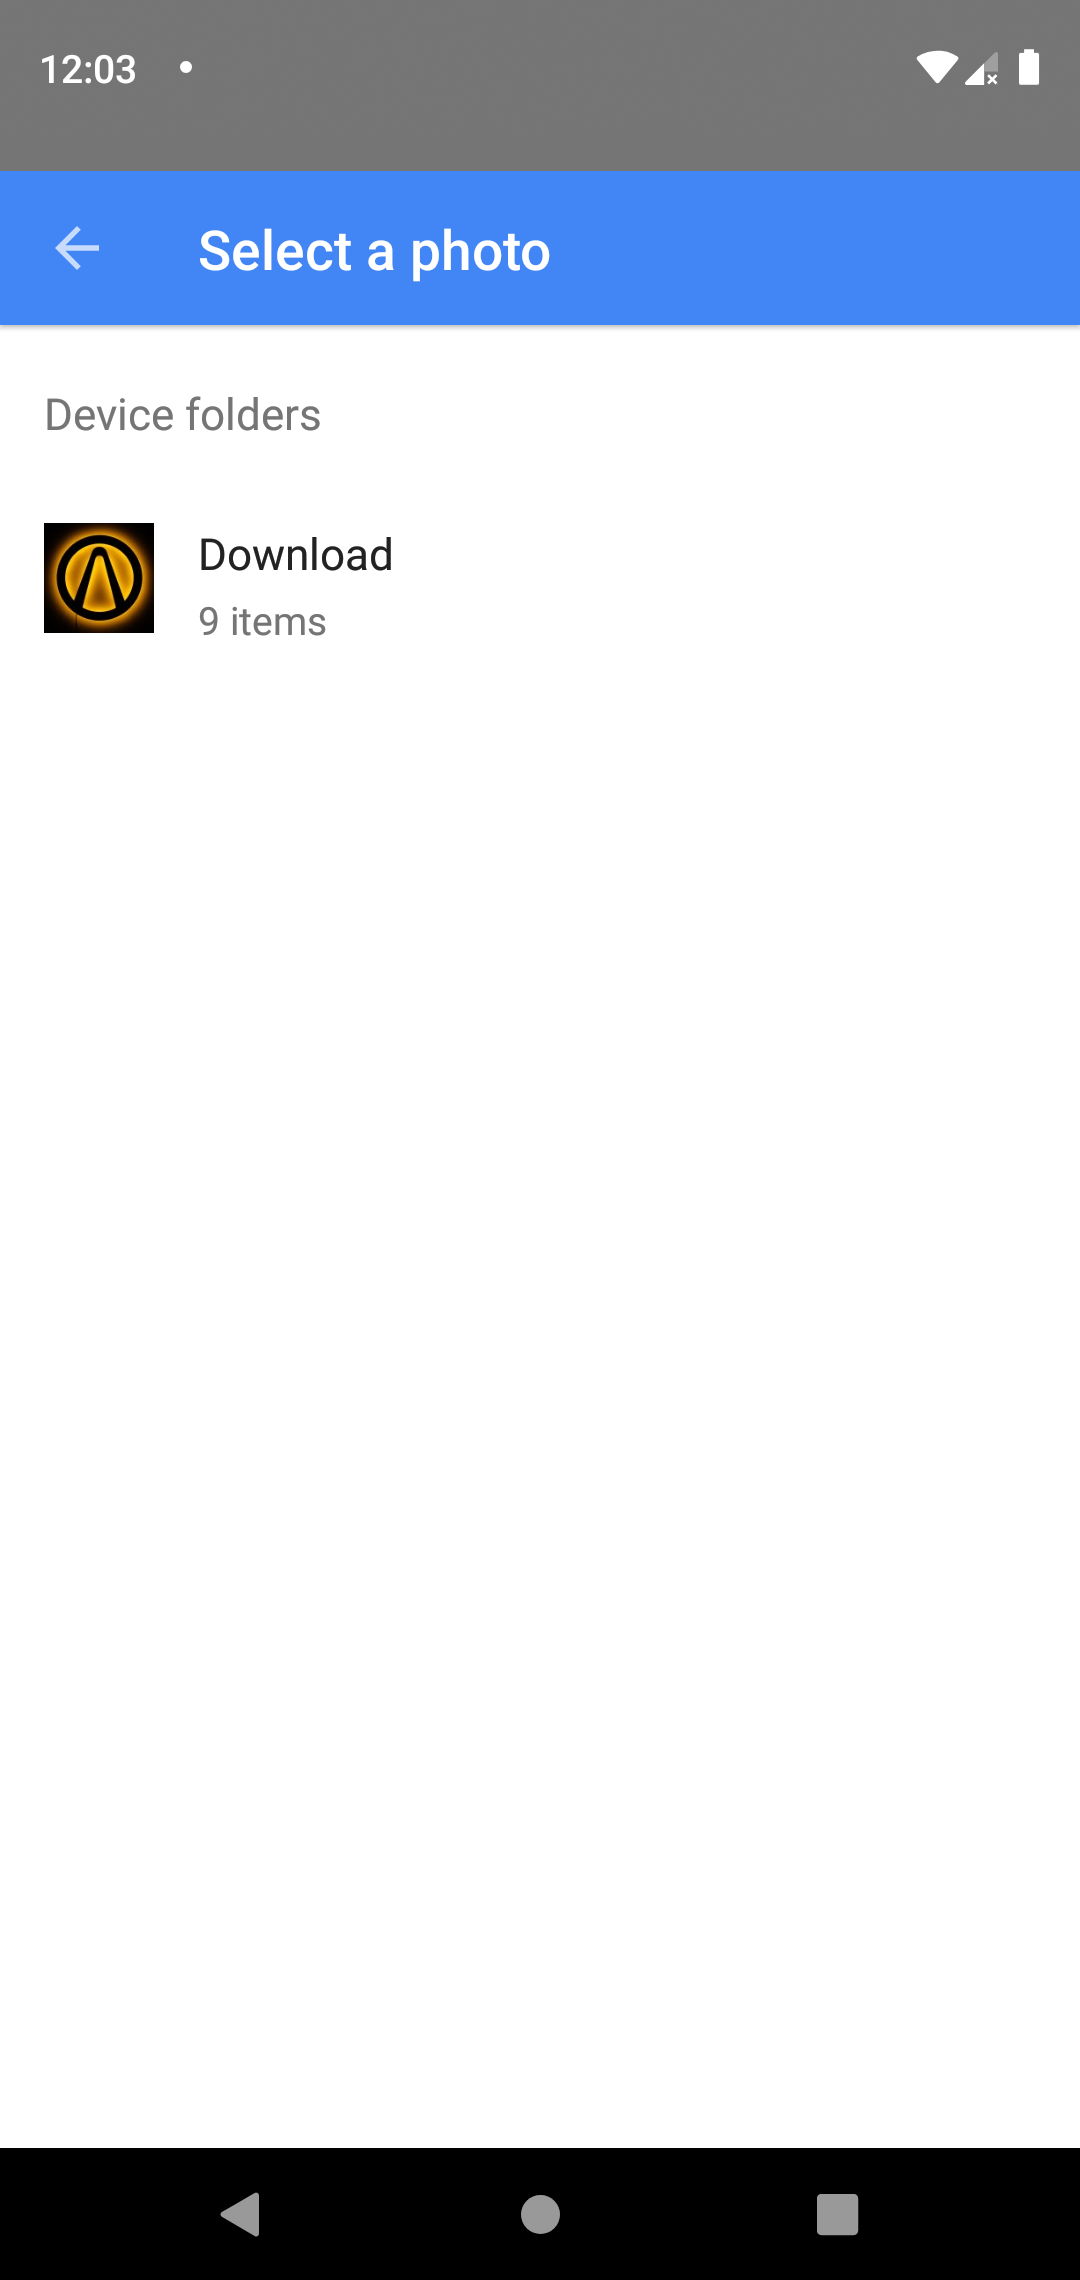 12:03
Select a photo
Device folders
Download
9 items